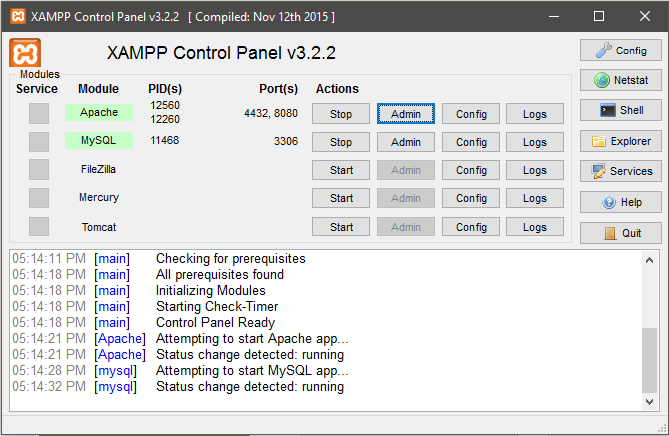 XAMPP Control Panel v3.2.2 [ Compiled: Nov 12th 2015 ]
XAMPP Control Panel v3.2.2
Config
Modules
Service Module PID(s) Port(s) Actions
Netstat
Apache 12560 12260 4432, 8080 Stop Admin Config Logs
Shell
MySQL 11468 3306 Stop Admin Config Logs
Explorer
FileZilla Start Admin Config Logs
Services
Mercury Start Admin Config Logs
Help
Tomcat Start Admin Config Logs
Quit
05:14:11 PM [main] Checking for prerequisites
05:14:18 PM [main] All prerequisites found
05:14:18 PM [main] Initializing Modules
05:14:18 PM [main] Starting Check-Timer
05:14:18 PM [main] Control Panel Ready
05:14:21 PM [Apache] Attempting to start Apache app...
05:14:21 PM [Apache] Status change detected: running
05:14:28 PM [mysql] Attempting to start MySQL app...
05:14:32 PM [mysql] Status change detected: running